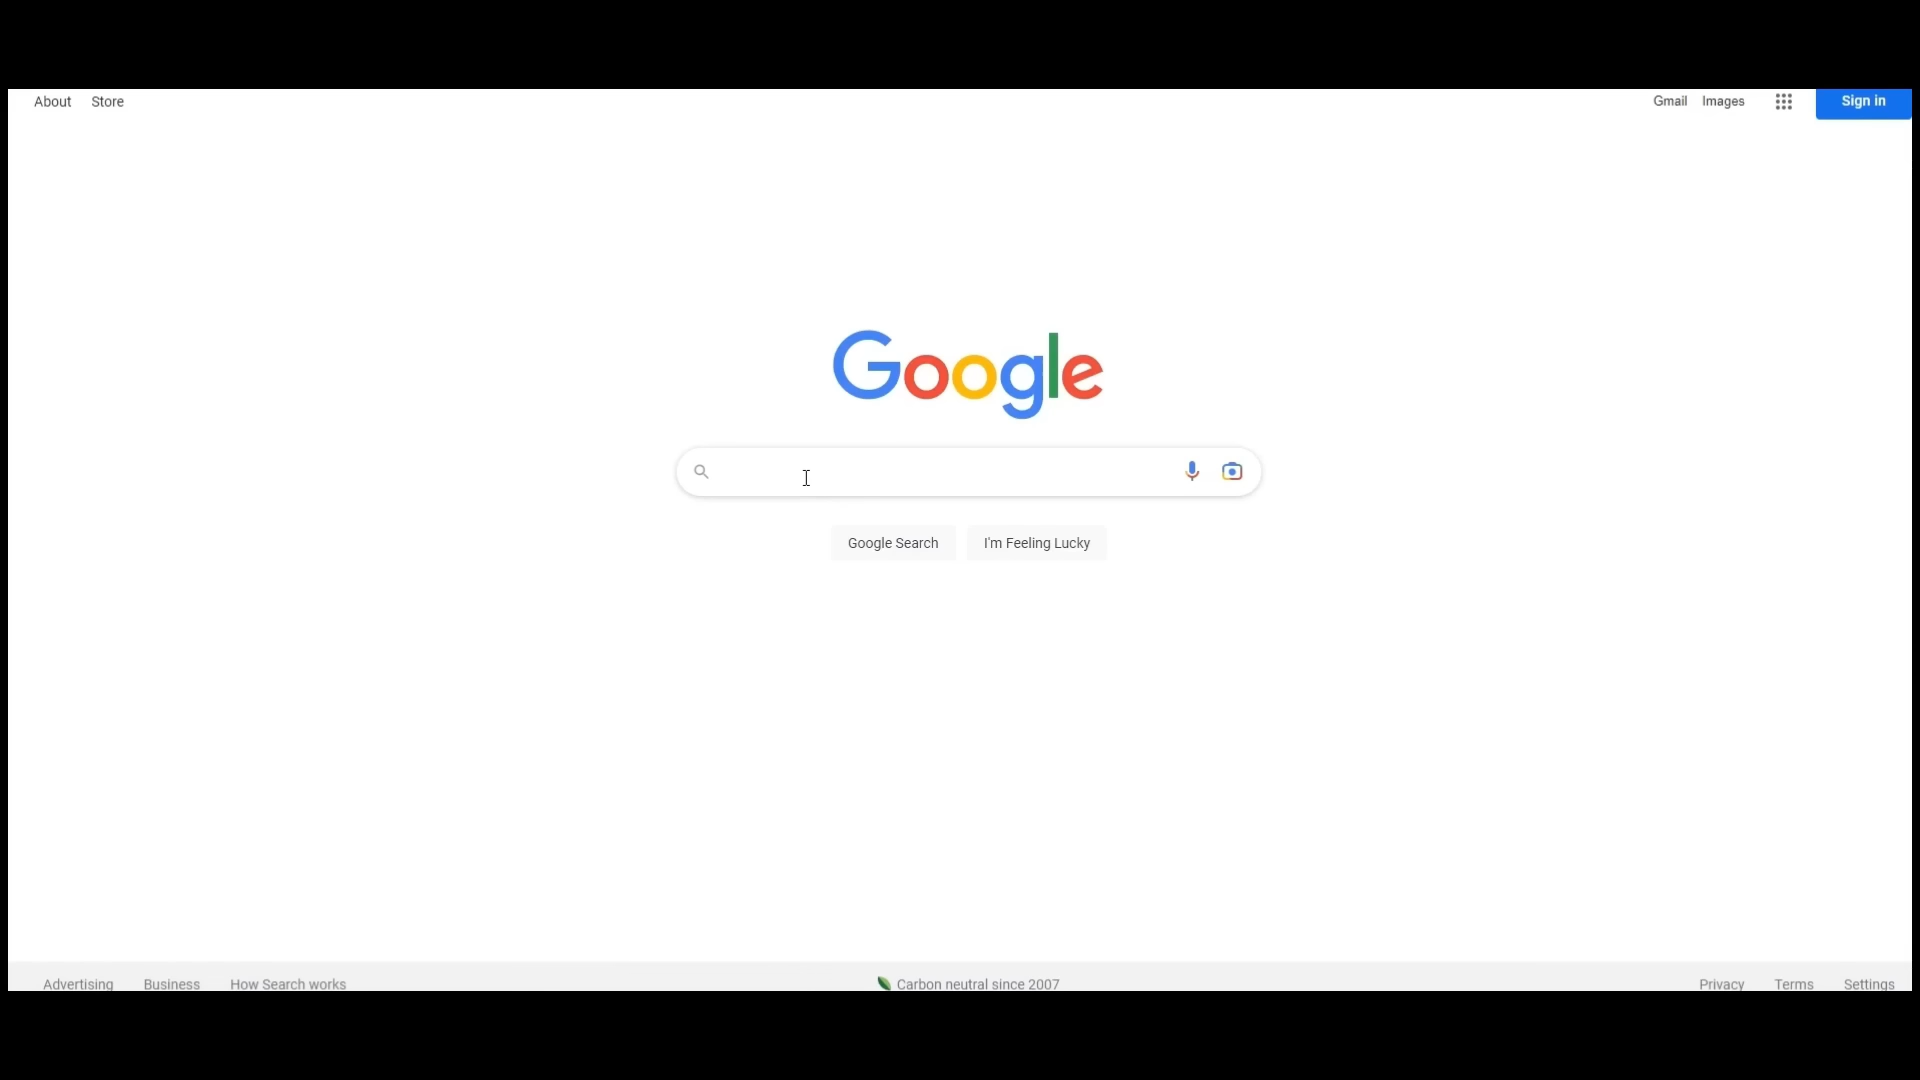 About Store Gmail Images Sign in
Google
Google Search I'm Feeling Lucky
Advertising Business How Search works Carbon neutral since 2007 Privacy Terms Settings